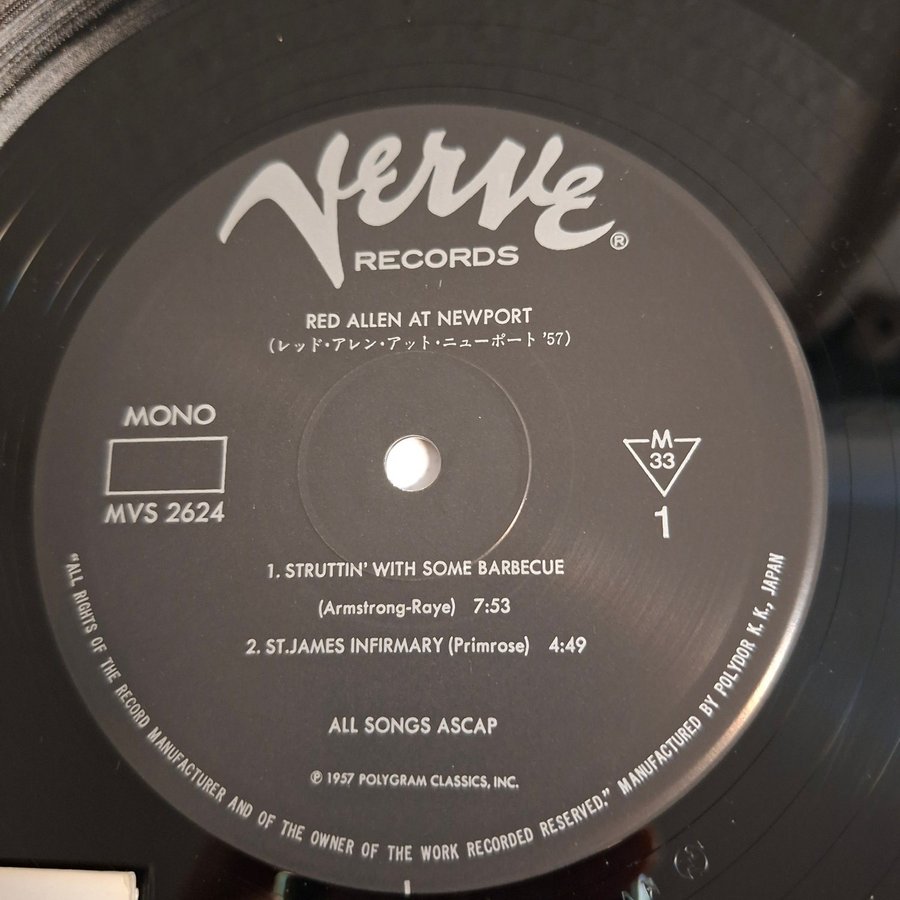 Verve®
RECORDS
RED ALLEN AT NEWPORT
(レッド・アレン・アット・ニューポート '57)
MONO
MVS 2624
M
33
1
1. STRUTTIN' WITH SOME BARBECUE
(Armstrong-Raye) 7:53
2. ST.JAMES INFIRMARY (Primrose) 4:49
ALL SONGS ASCAP
℗ 1957 POLYGRAM CLASSICS, INC.
"ALL RIGHTS OF THE RECORD MANUFACTURER AND OF THE OWNER OF THE WORK RECORDED RESERVED." MANUFACTURED BY POLYDOR K. K., JAPAN